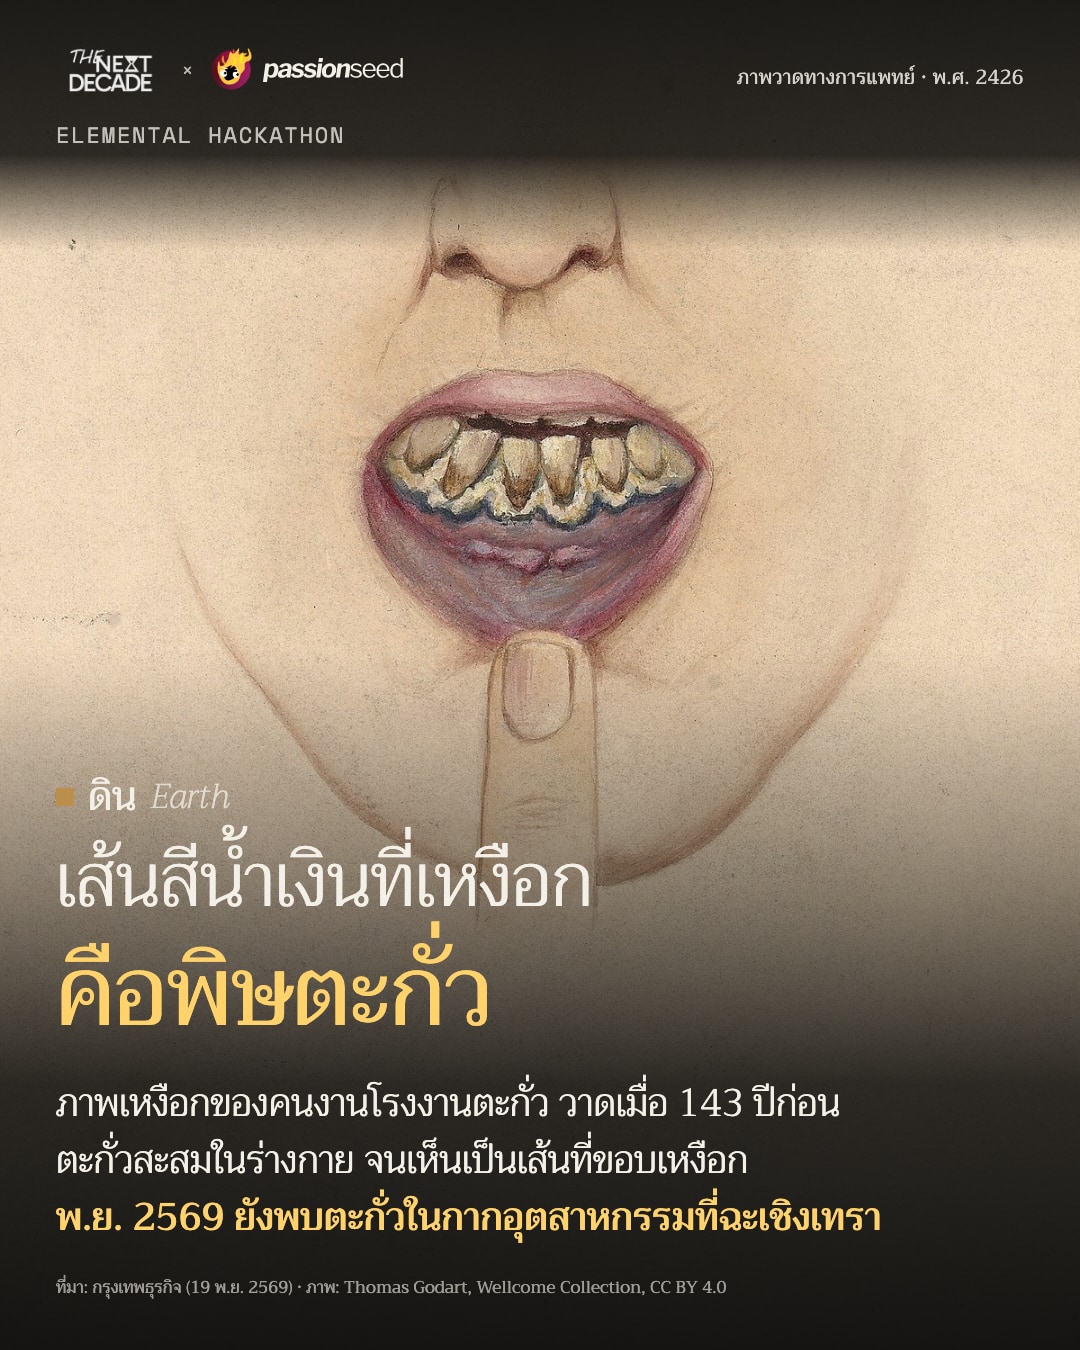 THE NEXT DECADE × passionseed
ภาพวาดทางการแพทย์ · พ.ศ. 2426
ELEMENTAL HACKATHON
ดิน Earth
เส้นสีน้ำเงินที่เหงือก
คือพิษตะกั่ว
ภาพเหงือกของคนงานโรงงานตะกั่ว วาดเมื่อ 143 ปีก่อน
ตะกั่วสะสมในร่างกาย จนเห็นเป็นเส้นที่ขอบเหงือก
พ.ย. 2569 ยังพบตะกั่วในกากอุตสาหกรรมที่ฉะเชิงเทรา
ที่มา: กรุงเทพธุรกิจ (19 พ.ย. 2569) · ภาพ: Thomas Godart, Wellcome Collection, CC BY 4.0